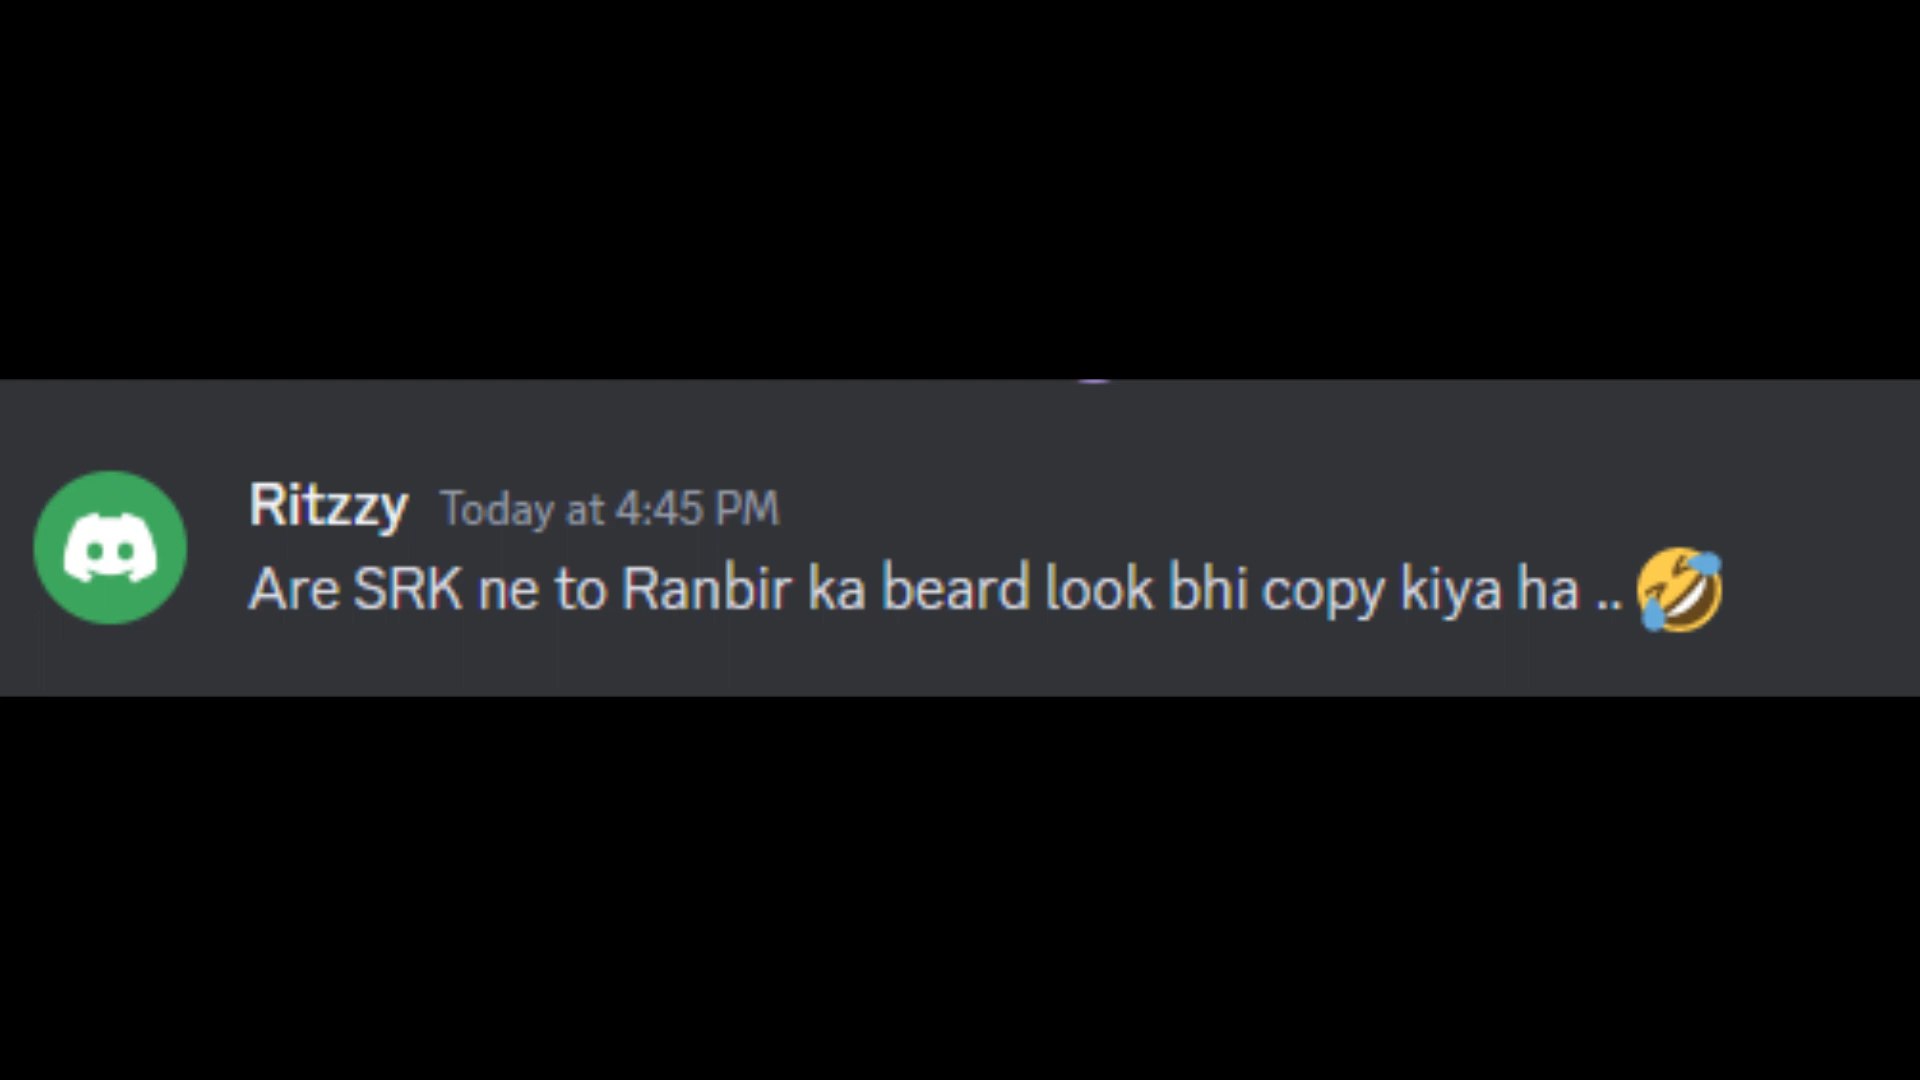 Ritzzy Today at 4:45 PM
Are SRK ne to Ranbir ka beard look bhi copy kiya ha .. 🤣